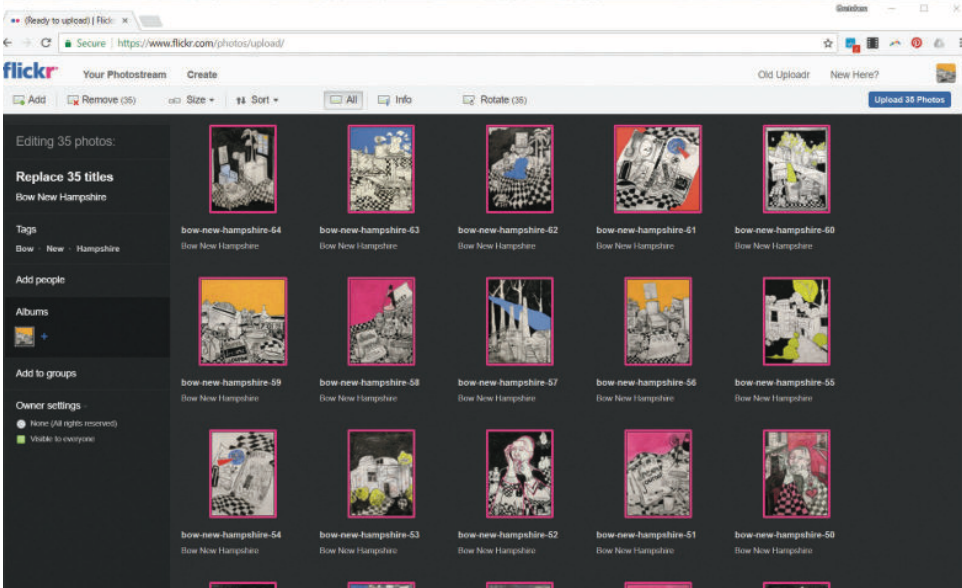 (Ready to upload) | Flickr
Secure | https://www.flickr.com/photos/upload/
flickr Your Photostream Create Old Uploadr New Here?
Add Remove (35) Size Sort All Info Rotate (35) Upload 35 Photos
Editing 35 photos:
Replace 35 titles
Bow New Hampshire
Tags
Bow - New - Hampshire
Add people
Albums
+
Add to groups
Owner settings -
None (All rights reserved)
Visible to everyone
bow-new-hampshire-64 bow-new-hampshire-63 bow-new-hampshire-62 bow-new-hampshire-61 bow-new-hampshire-60
Bow New Hampshire Bow New Hampshire Bow New Hampshire Bow New Hampshire Bow New Hampshire
bow-new-hampshire-59 bow-new-hampshire-58 bow-new-hampshire-57 bow-new-hampshire-56 bow-new-hampshire-55
Bow New Hampshire Bow New Hampshire Bow New Hampshire Bow New Hampshire Bow New Hampshire
bow-new-hampshire-54 bow-new-hampshire-53 bow-new-hampshire-52 bow-new-hampshire-51 bow-new-hampshire-50
Bow New Hampshire Bow New Hampshire Bow New Hampshire Bow New Hampshire Bow New Hampshire